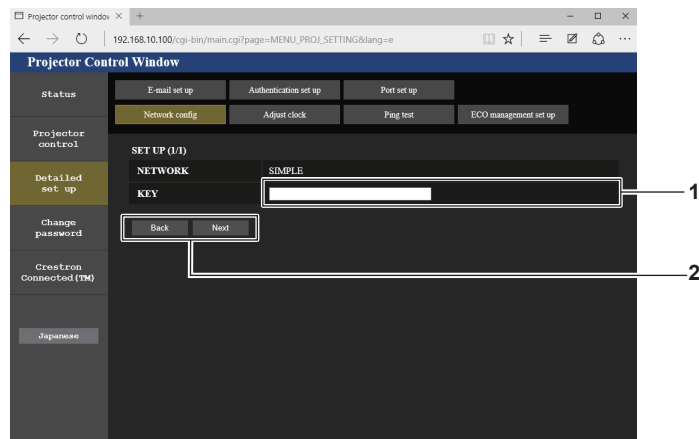 Projector control window
192.168.10.100/cgi-bin/main.cgi?page=MENU_PROJ_SETTING&lang=e
Projector Control Window
Status
E-mail set up
Authentication set up
Port set up
Network config
Adjust clock
Ping test
ECO management set up
Projector
control
SET UP (1/1)
NETWORK
SIMPLE
Detailed
set up
KEY
1
Change
password
Back
Next
2
Crestron
Connected(TM)
Japanese